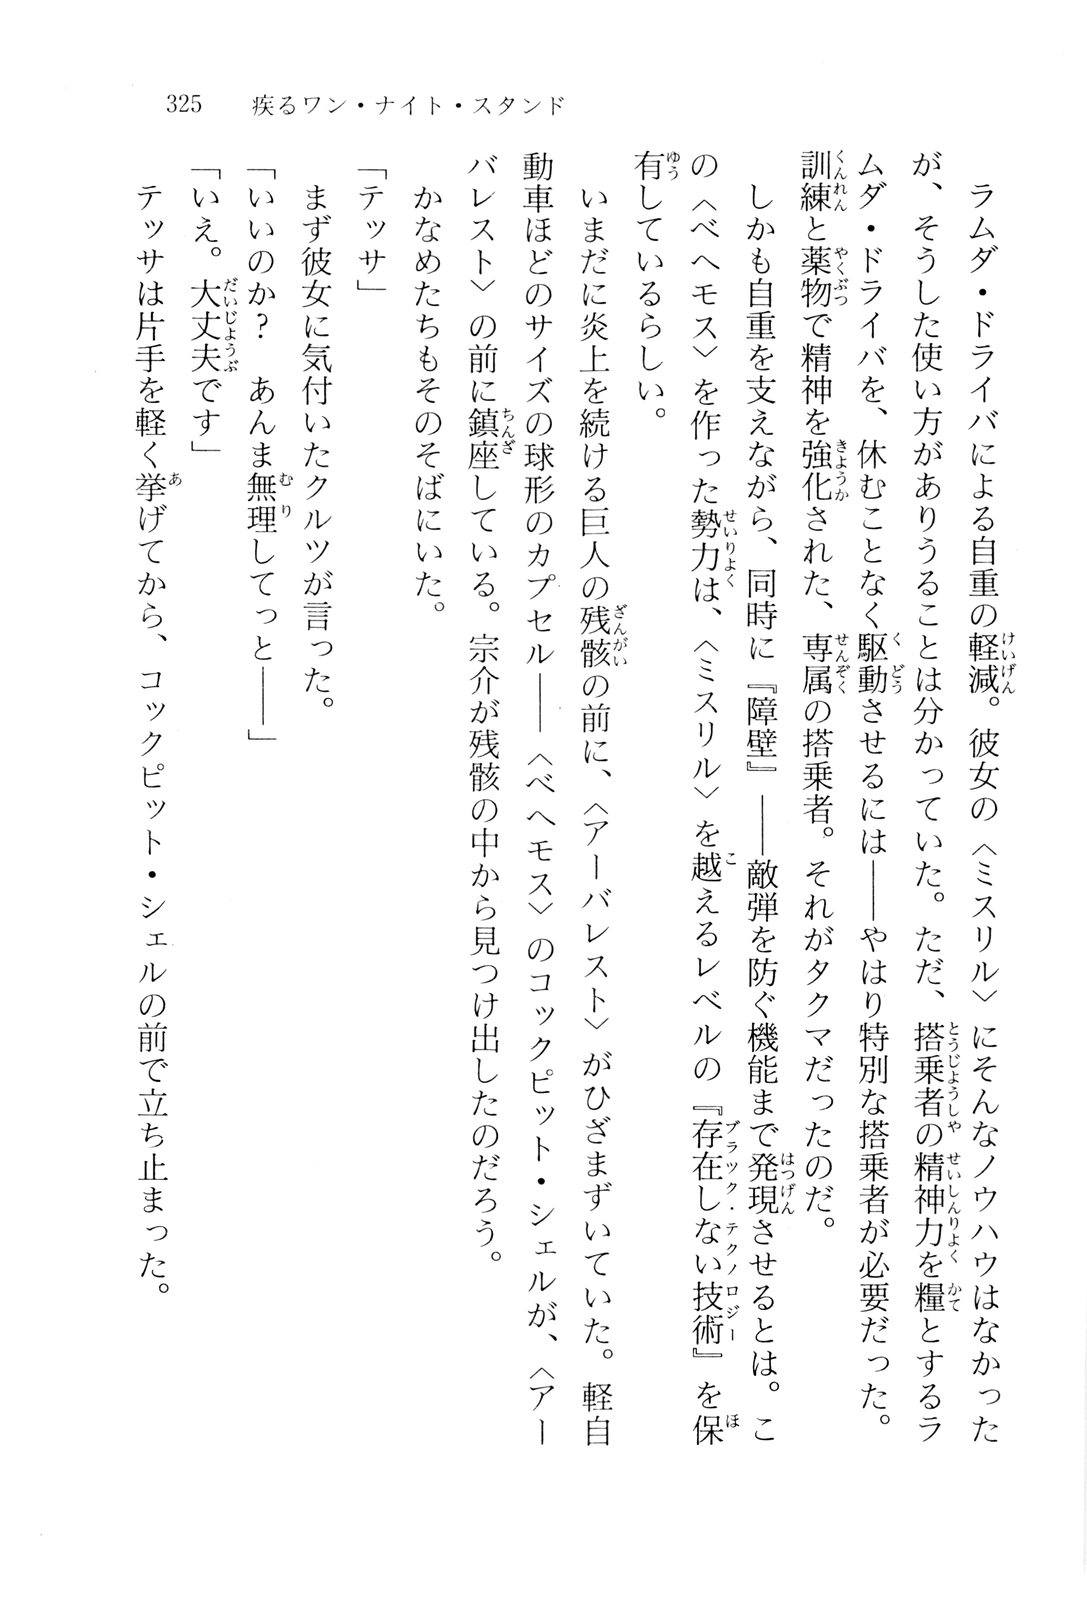 325　疾るワン・ナイト・スタンド
　ラムダ・ドライバによる自重の軽減。彼女の〈ミスリル〉にそんなノウハウはなかった
が、そうした使い方がありうることは分かっていた。ただ、搭乗者の精神力を糧とするラ
ムダ・ドライバを、休むことなく駆動させるには――やはり特別な搭乗者が必要だった。
訓練と薬物で精神を強化された、専属の搭乗者。それがタクマだったのだ。
　しかも自重を支えながら、同時に『障壁』――敵弾を防ぐ機能まで発現させるとは。こ
の〈ベヘモス〉を作った勢力は、〈ミスリル〉を越えるレベルの『存在しない技術』を保
有しているらしい。
　いまだに炎上を続ける巨人の残骸の前に、〈アーバレスト〉がひざまずいていた。軽自
動車ほどのサイズの球形のカプセル――〈ベヘモス〉のコックピット・シェルが、〈アー
バレスト〉の前に鎮座している。宗介が残骸の中から見つけ出したのだろう。
　かなめたちもそのそばにいた。
「テッサ」
　まず彼女に気付いたクルツが言った。
「いいのか？　あんま無理してっと――」
「いえ。大丈夫です」
　テッサは片手を軽く挙げてから、コックピット・シェルの前で立ち止まった。